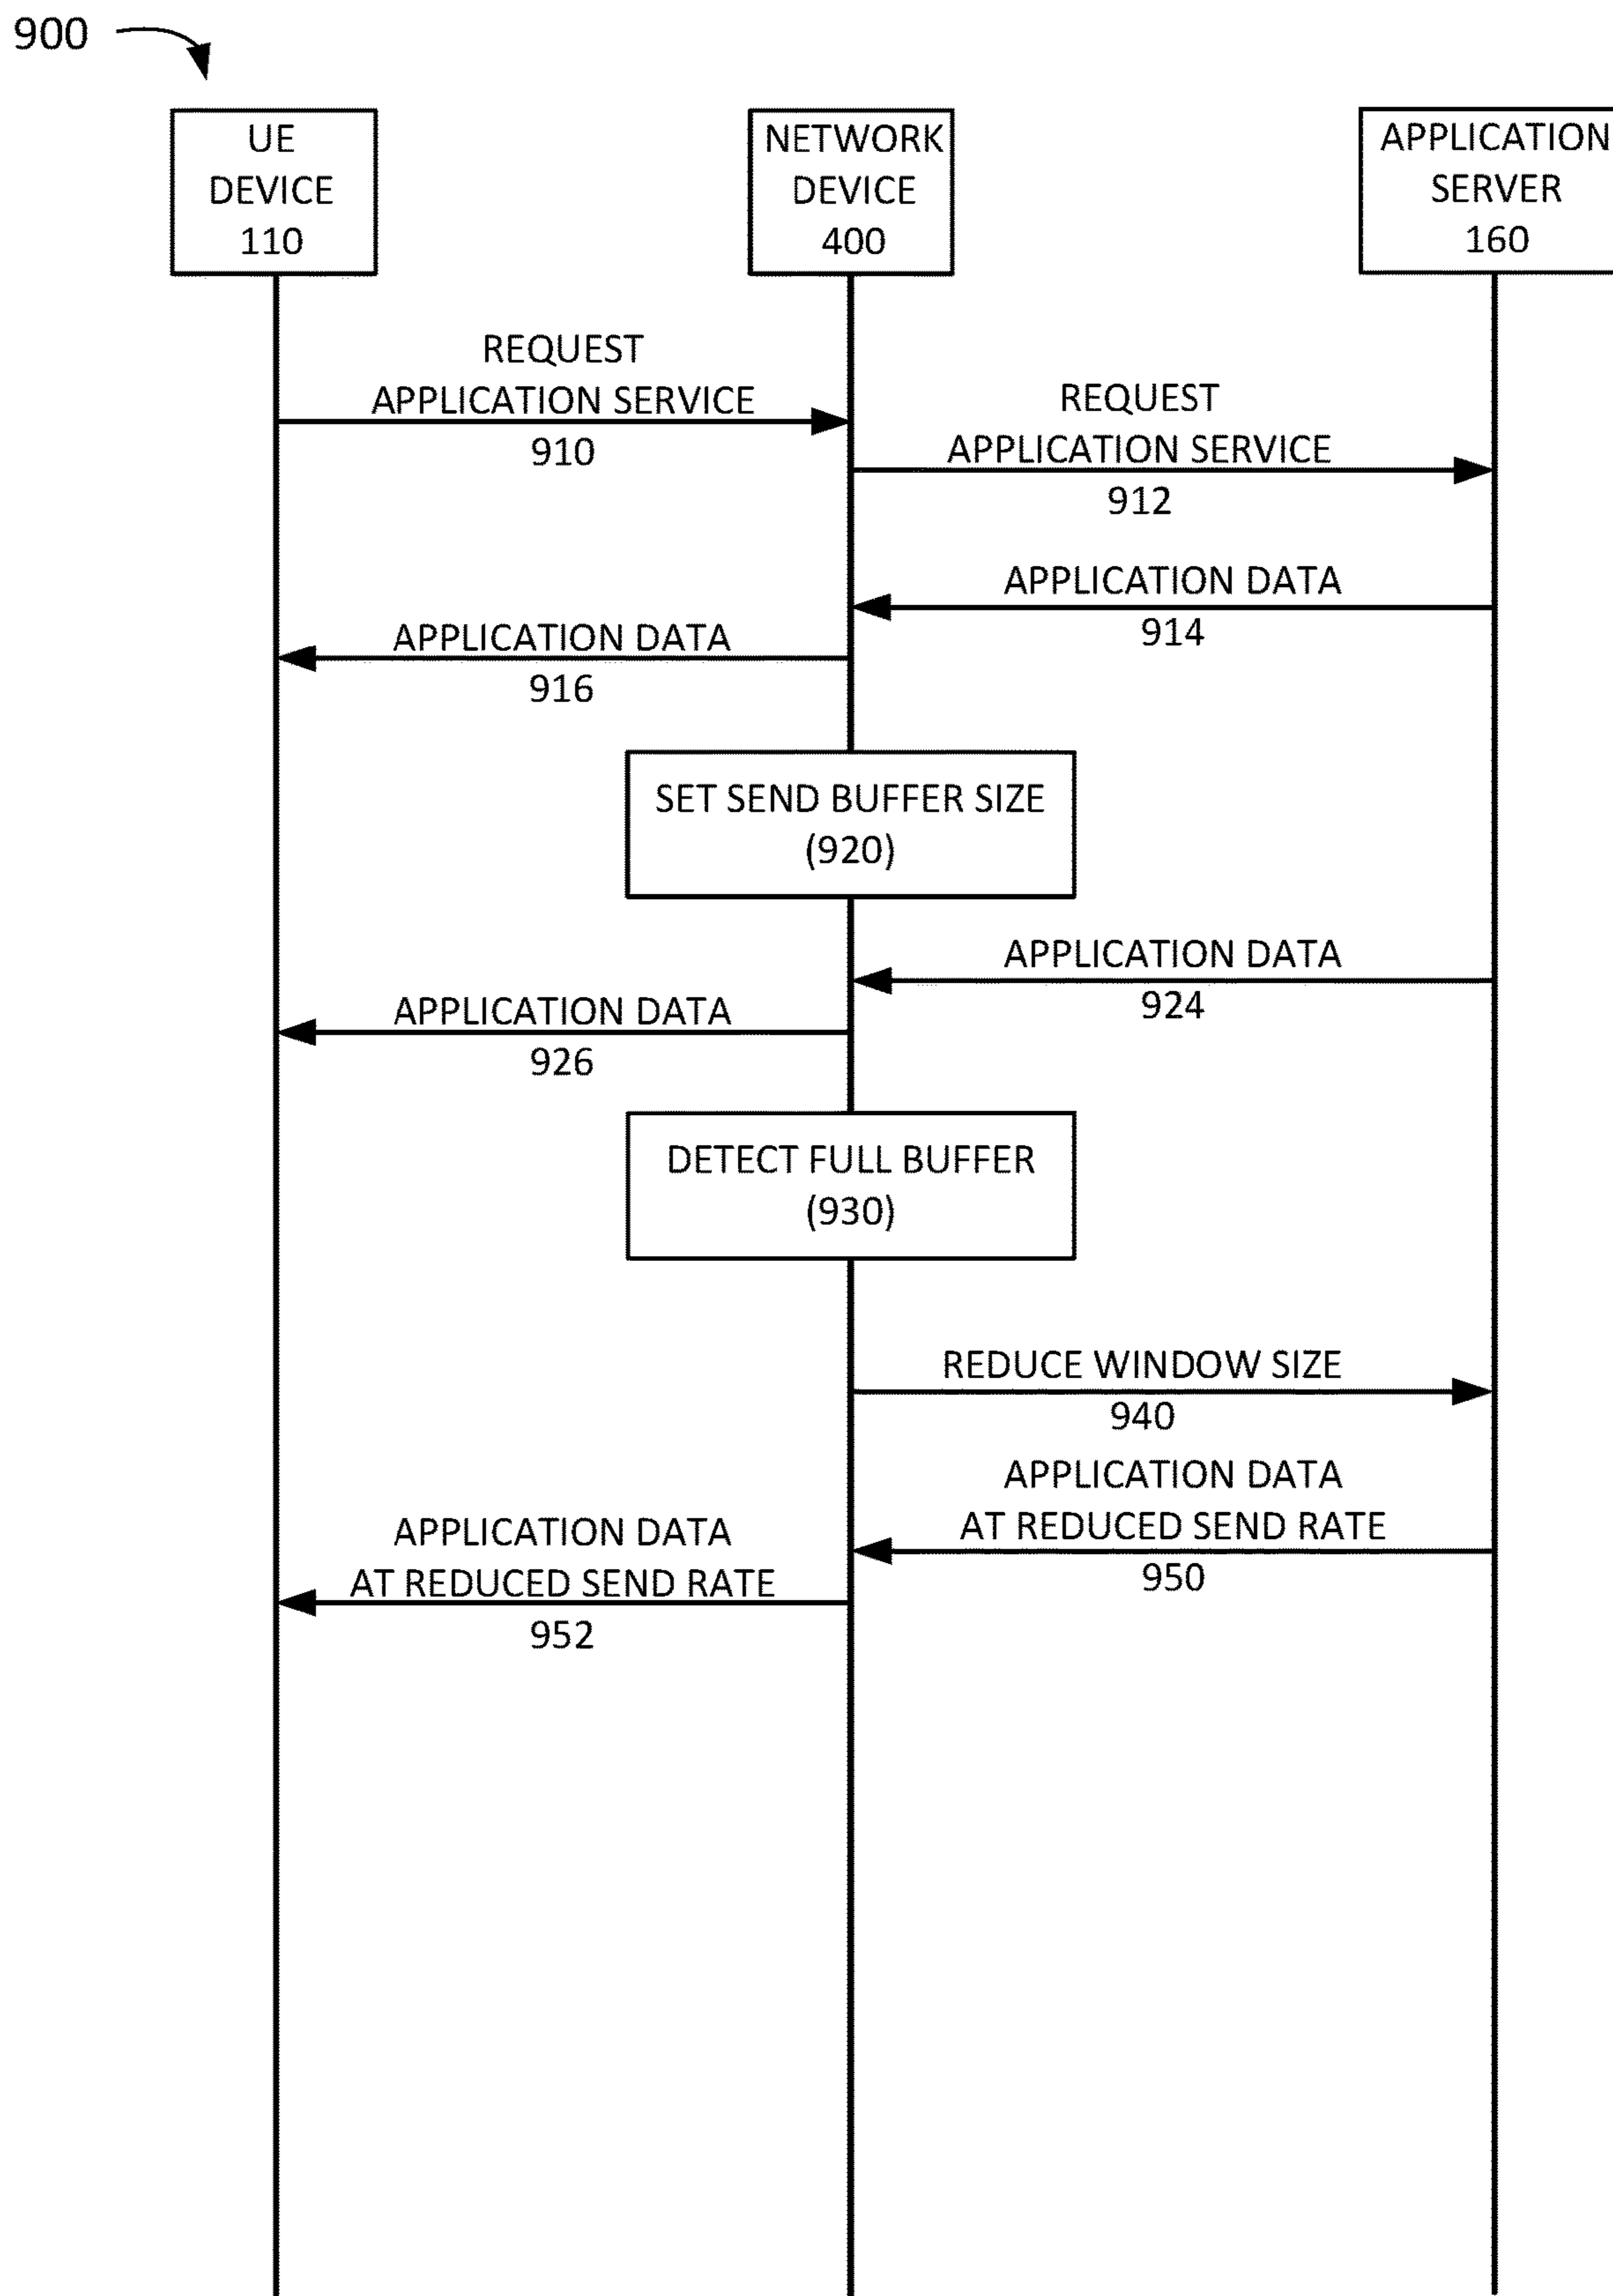 900
UE
DEVICE
110
NETWORK
DEVICE
400
APPLICATION
SERVER
160
REQUEST
APPLICATION SERVICE
910
REQUEST
APPLICATION SERVICE
912
APPLICATION DATA
914
APPLICATION DATA
916
SET SEND BUFFER SIZE
(920)
APPLICATION DATA
924
APPLICATION DATA
926
DETECT FULL BUFFER
(930)
REDUCE WINDOW SIZE
940
APPLICATION DATA
AT REDUCED SEND RATE
950
APPLICATION DATA
AT REDUCED SEND RATE
952